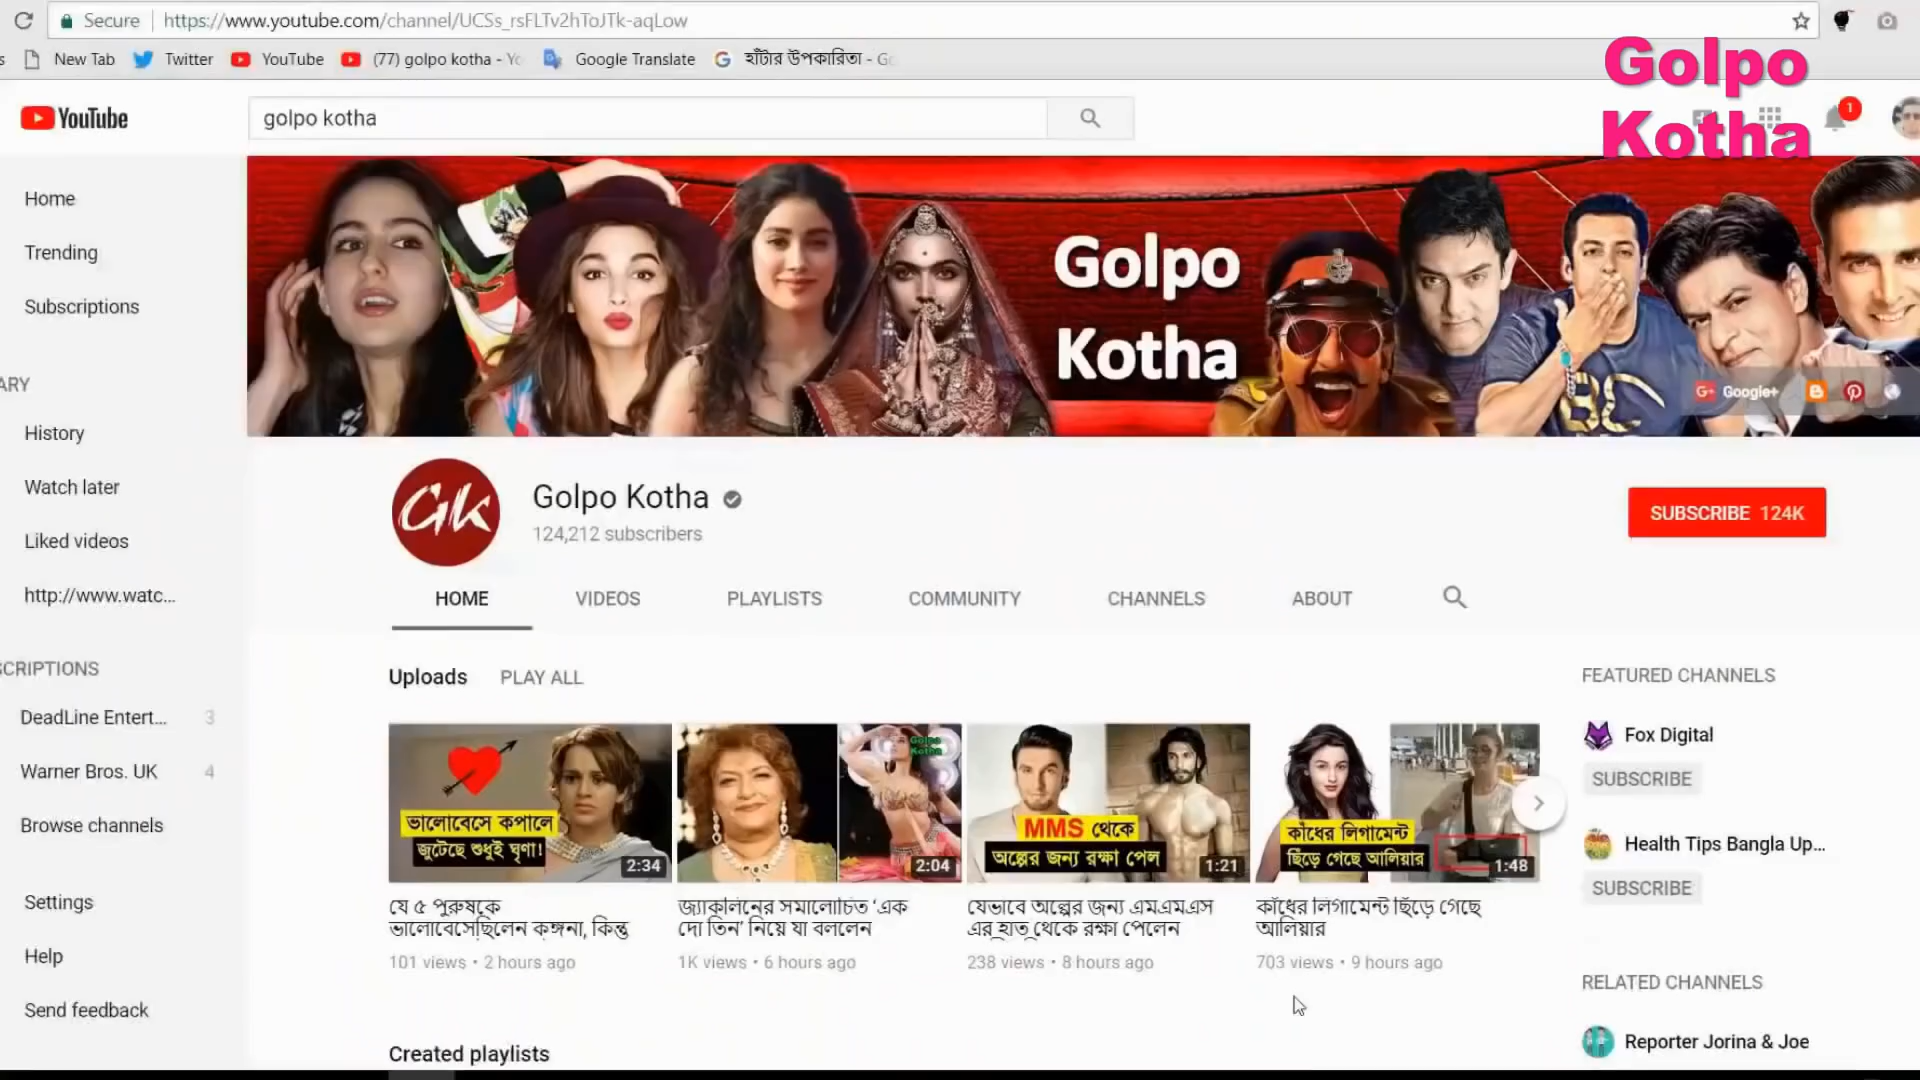 Secure https://www.youtube.com/channel/UCSs_rsFLTv2hToJTk-aqLow
New Tab Twitter YouTube (77) golpo kotha - Google Translate হাঁটার উপকারিতা -
Golpo
Kotha
YouTube golpo kotha 1
Home
Trending
Subscriptions
History
Watch later
Liked videos
http://www.watc...
DeadLine Entert... 3
Warner Bros. UK 4
Browse channels
Settings
Help
Send feedback
Golpo
Kotha
Google+
GK
Golpo Kotha
124,212 subscribers
SUBSCRIBE 124K
HOME VIDEOS PLAYLISTS COMMUNITY CHANNELS ABOUT
Uploads PLAY ALL
ভালোবেসে কপালে
জুটেছে শুধুই ঘৃণা!
2:34
Golpo
Kotha
2:04
MMS থেকে
অল্পের জন্য রক্ষা পেল
1:21
কাঁধের লিগামেন্ট
ছিঁড়ে গেছে আলিয়ার
1:48
যে ৫ পুরুষকে
ভালোবেসেছিলেন কঙ্গনা, কিন্তু
101 views • 2 hours ago
জ্যাকলিনের সমালোচিত ‘এক
দো তিন’ নিয়ে যা বললেন
1K views • 6 hours ago
যেভাবে অল্পের জন্য এমএমএস
এর হাত থেকে রক্ষা পেলেন
238 views • 8 hours ago
কাঁধের লিগামেন্ট ছিঁড়ে গেছে
আলিয়ার
703 views • 9 hours ago
Created playlists
FEATURED CHANNELS
Fox Digital
SUBSCRIBE
Health Tips Bangla Up...
SUBSCRIBE
RELATED CHANNELS
Reporter Jorina & Joe